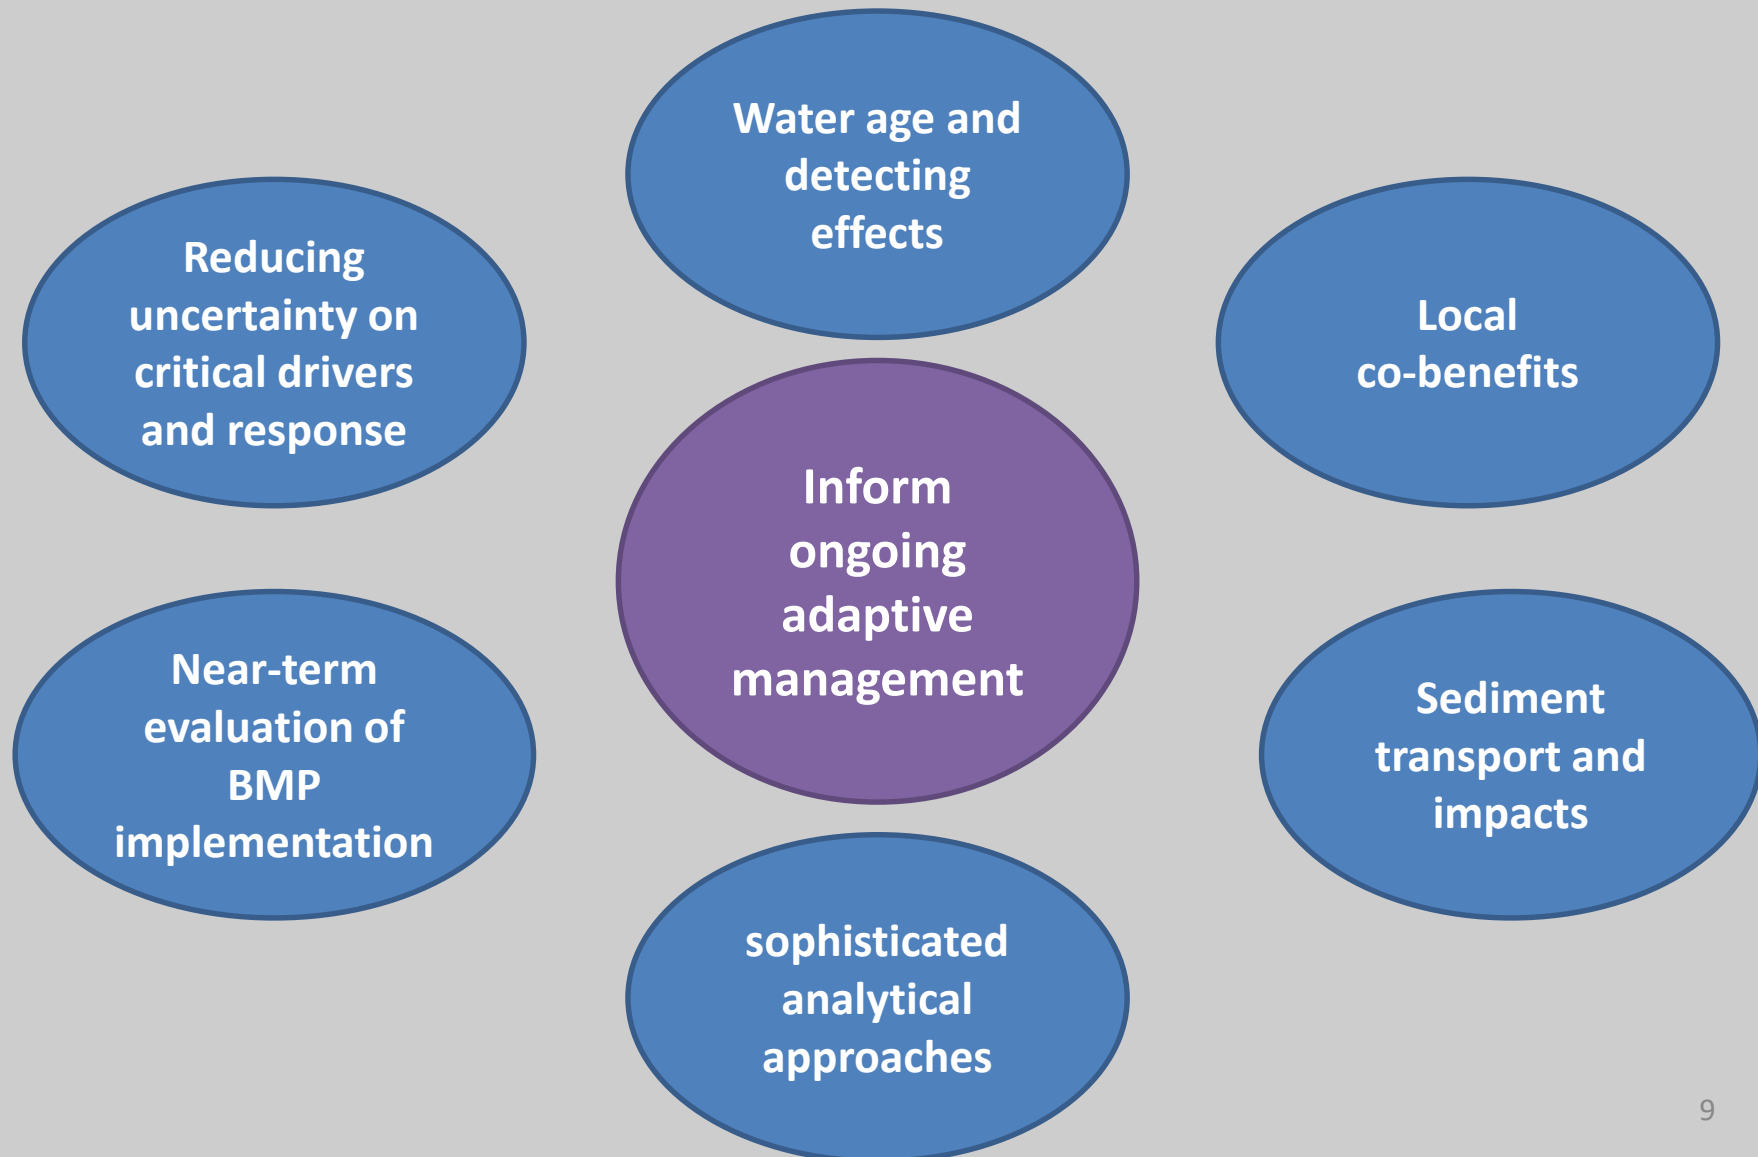 Water age and
detecting
effects
Reducing
uncertainty on
critical drivers
and response
Local
co-benefits
Inform
ongoing
adaptive
management
Near-term
evaluation of
BMP
implementation
Sediment
transport and
impacts
sophisticated
analytical
approaches
9